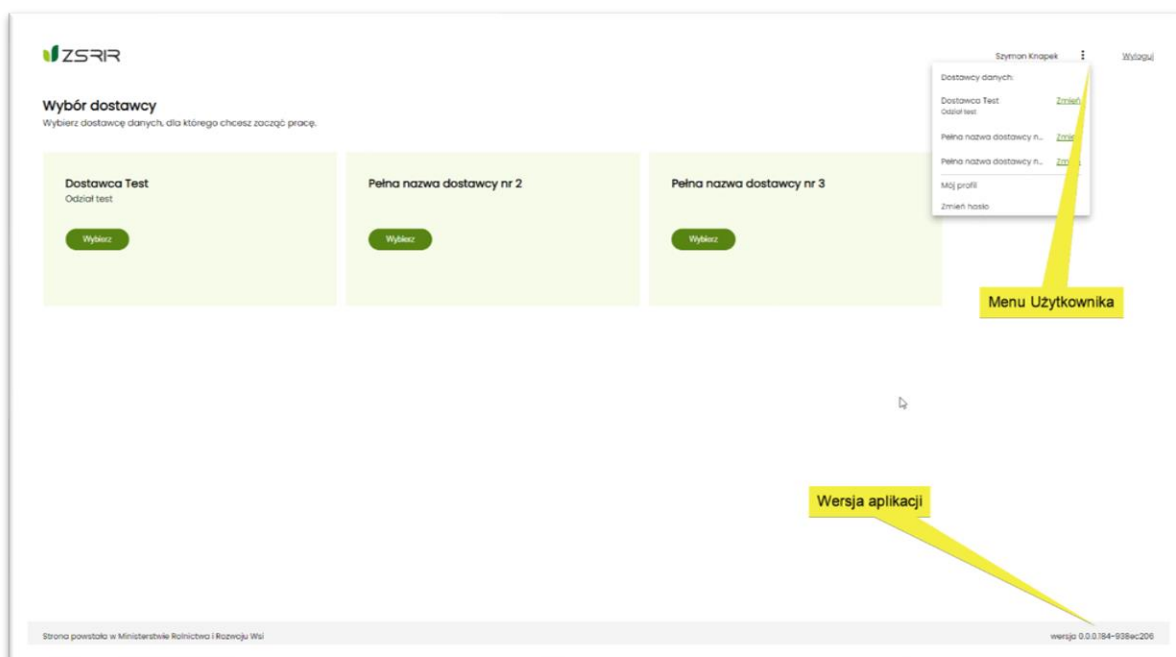 ZSRIR
Szymon Knapek
Wyloguj
Wybór dostawcy
Wybierz dostawcę danych, dla którego chcesz zacząć pracę.
Dostawcy danych:
Dostawca Test Zmień
Odział test
Pełna nazwa dostawcy n... Zmień
Pełna nazwa dostawcy n... Zmień
Mój profil
Zmień hasło
Dostawca Test
Odział test
Wybierz
Pełna nazwa dostawcy nr 2
Wybierz
Pełna nazwa dostawcy nr 3
Wybierz
Menu Użytkownika
Wersja aplikacji
Strona powstała w Ministerstwie Rolnictwa i Rozwoju Wsi
wersja 0.0.0.184-938ec206